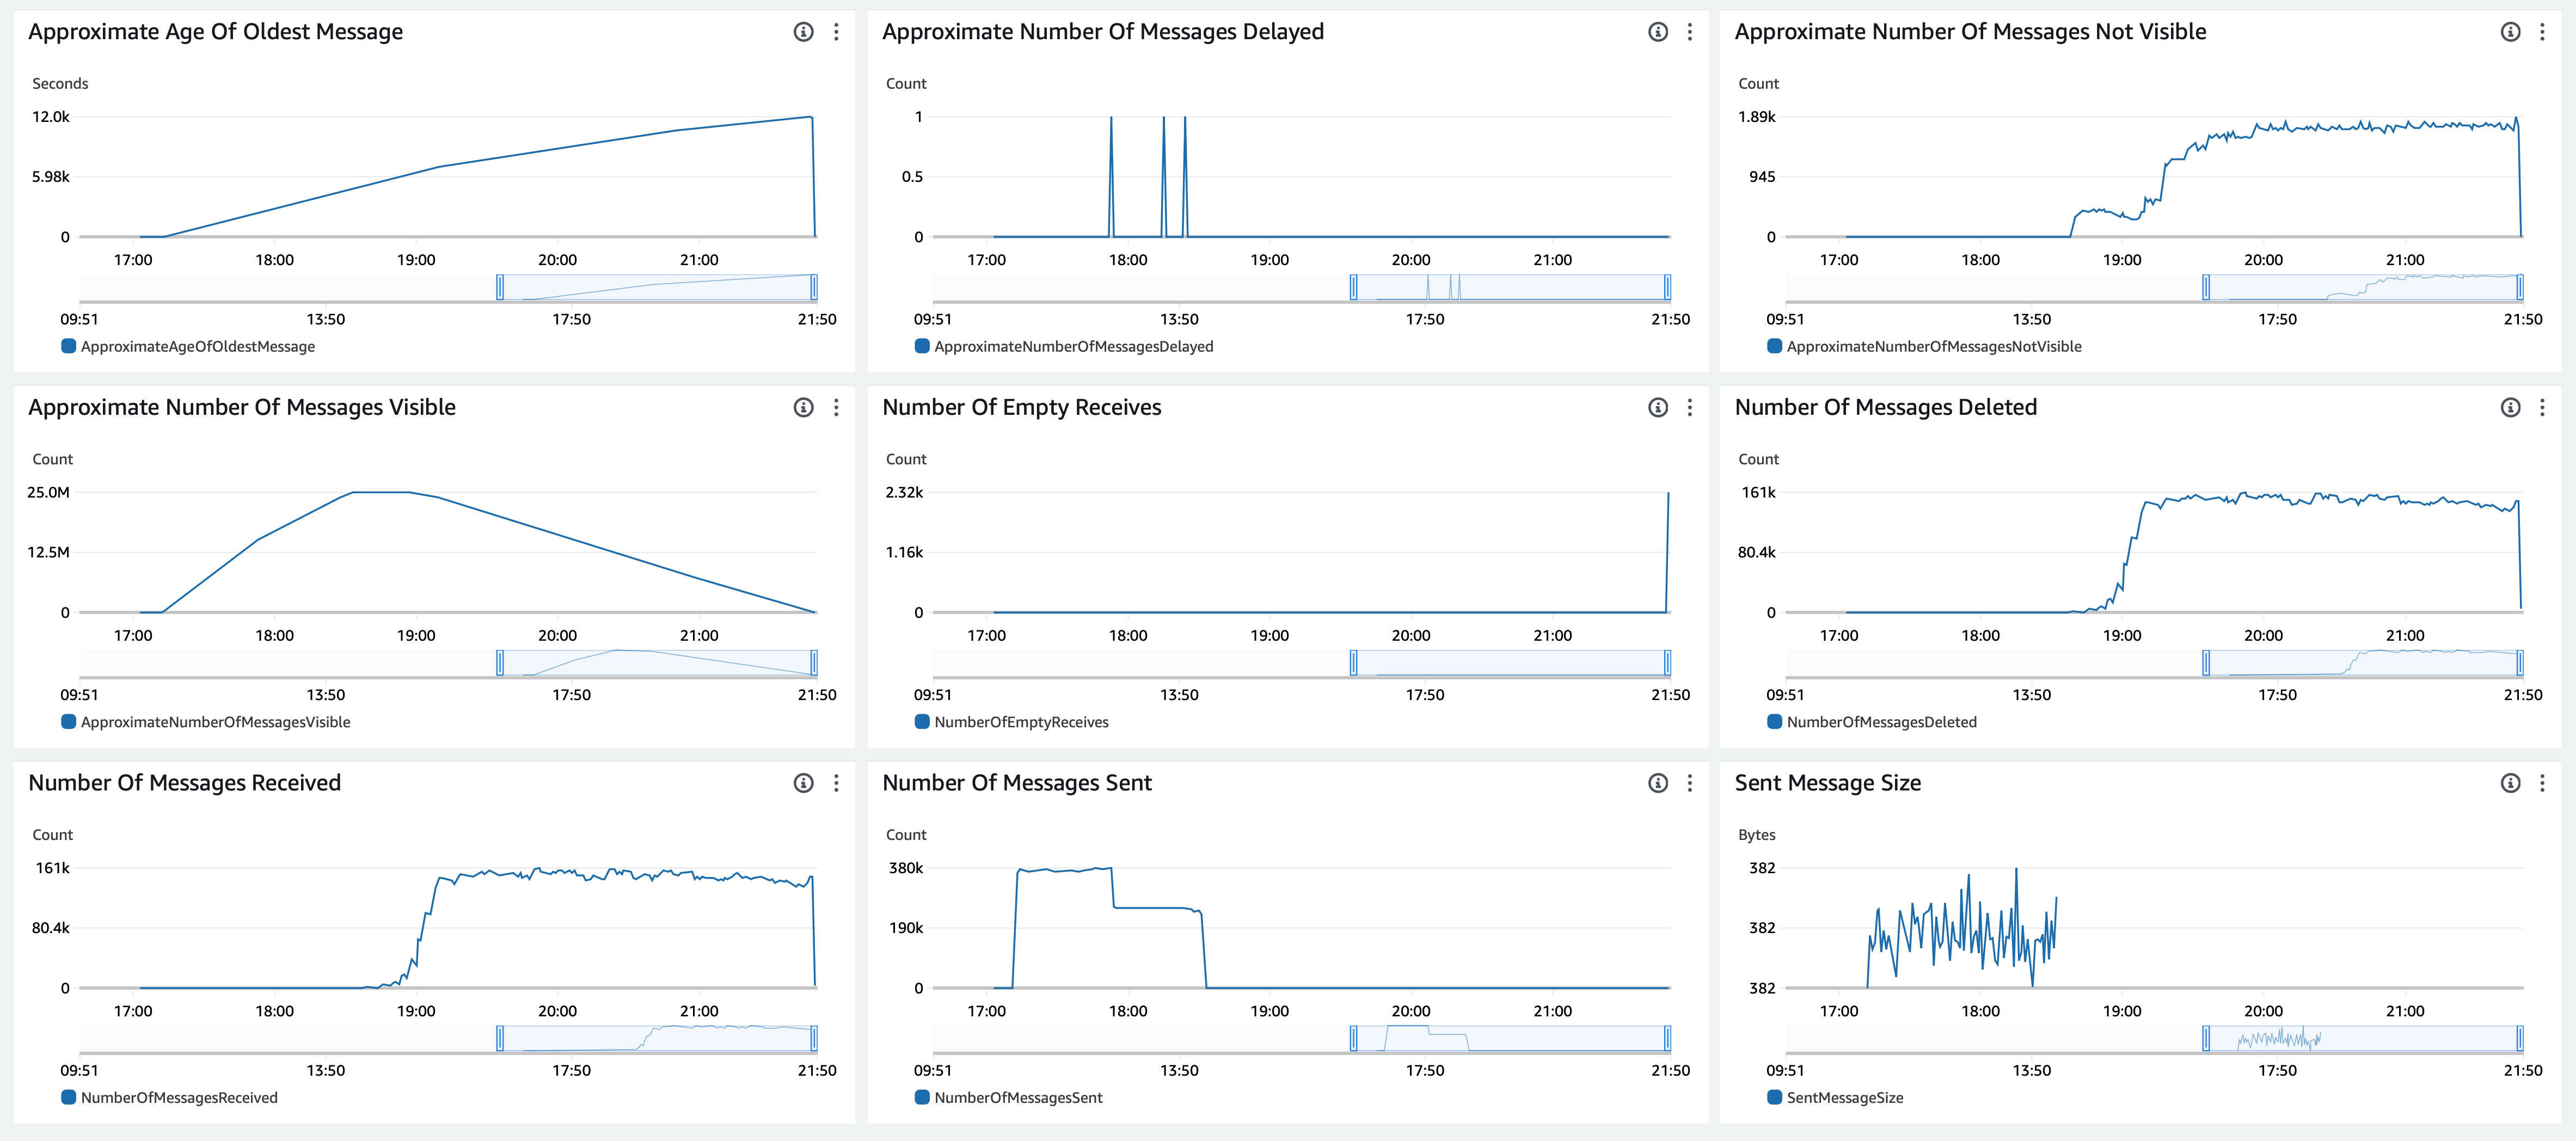 Approximate Age Of Oldest Message
Seconds
12.0k
5.98k
0
17:00 18:00 19:00 20:00 21:00
09:51 13:50 17:50 21:50
ApproximateAgeOfOldestMessage
Approximate Number Of Messages Delayed
Count
1
0.5
0
17:00 18:00 19:00 20:00 21:00
09:51 13:50 17:50 21:50
ApproximateNumberOfMessagesDelayed
Approximate Number Of Messages Not Visible
Count
1.89k
945
0
17:00 18:00 19:00 20:00 21:00
09:51 13:50 17:50 21:50
ApproximateNumberOfMessagesNotVisible
Approximate Number Of Messages Visible
Count
25.0M
12.5M
0
17:00 18:00 19:00 20:00 21:00
09:51 13:50 17:50 21:50
ApproximateNumberOfMessagesVisible
Number Of Empty Receives
Count
2.32k
1.16k
0
17:00 18:00 19:00 20:00 21:00
09:51 13:50 17:50 21:50
NumberOfEmptyReceives
Number Of Messages Deleted
Count
161k
80.4k
0
17:00 18:00 19:00 20:00 21:00
09:51 13:50 17:50 21:50
NumberOfMessagesDeleted
Number Of Messages Received
Count
161k
80.4k
0
17:00 18:00 19:00 20:00 21:00
09:51 13:50 17:50 21:50
NumberOfMessagesReceived
Number Of Messages Sent
Count
380k
190k
0
17:00 18:00 19:00 20:00 21:00
09:51 13:50 17:50 21:50
NumberOfMessagesSent
Sent Message Size
Bytes
382
382
382
17:00 18:00 19:00 20:00 21:00
09:51 13:50 17:50 21:50
SentMessageSize